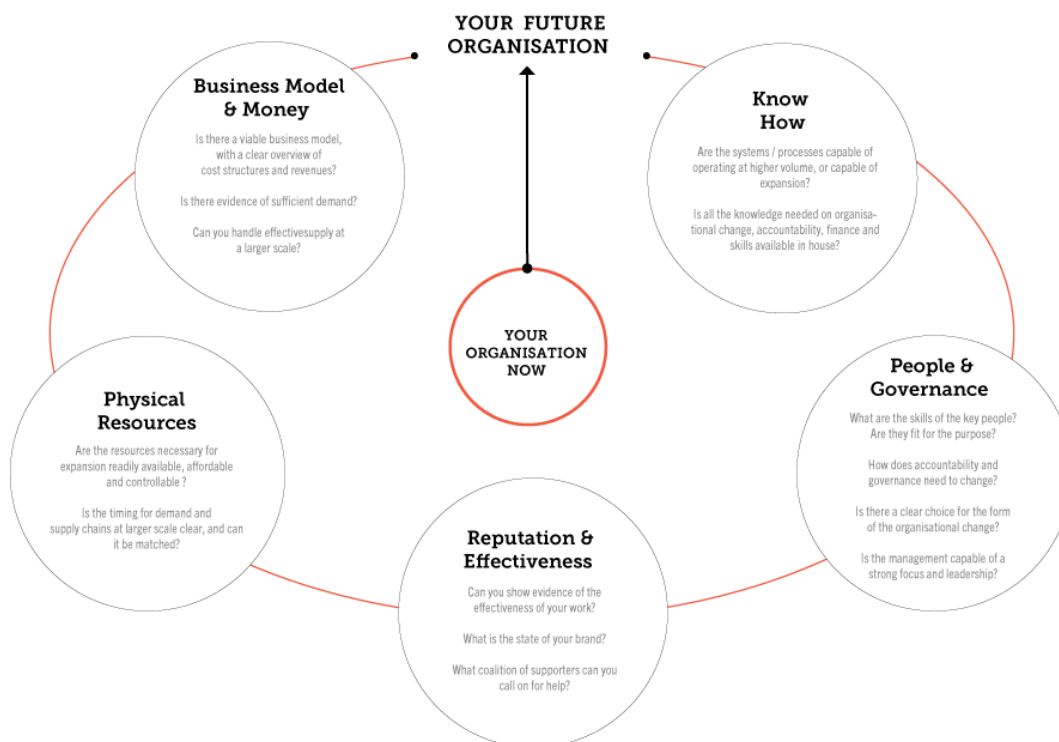 YOUR FUTURE
ORGANISATION
Business Model
& Money
Is there a viable business model,
with a clear overview of
cost structures and revenues?
Is there evidence of sufficient demand?
Can you handle effectivesupply at
a larger scale?
Know
How
Are the systems / processes capable of
operating at higher volume, or capable of
expansion?
Is all the knowledge needed on organisa-
tional change, accountability, finance and
skills available in house?
YOUR
ORGANISATION
NOW
Physical
Resources
Are the resources necessary for
expansion readily available, affordable
and controllable ?
Is the timing for demand and
supply chains at larger scale clear, and can
it be matched?
People &
Governance
What are the skills of the key people?
Are they fit for the purpose?
How does accountability and
governance need to change?
Is there a clear choice for the form
of the organisational change?
Is the management capable of a
strong focus and leadership?
Reputation &
Effectiveness
Can you show evidence of the
effectiveness of your work?
What is the state of your brand?
What coalition of supporters can you
call on for help?